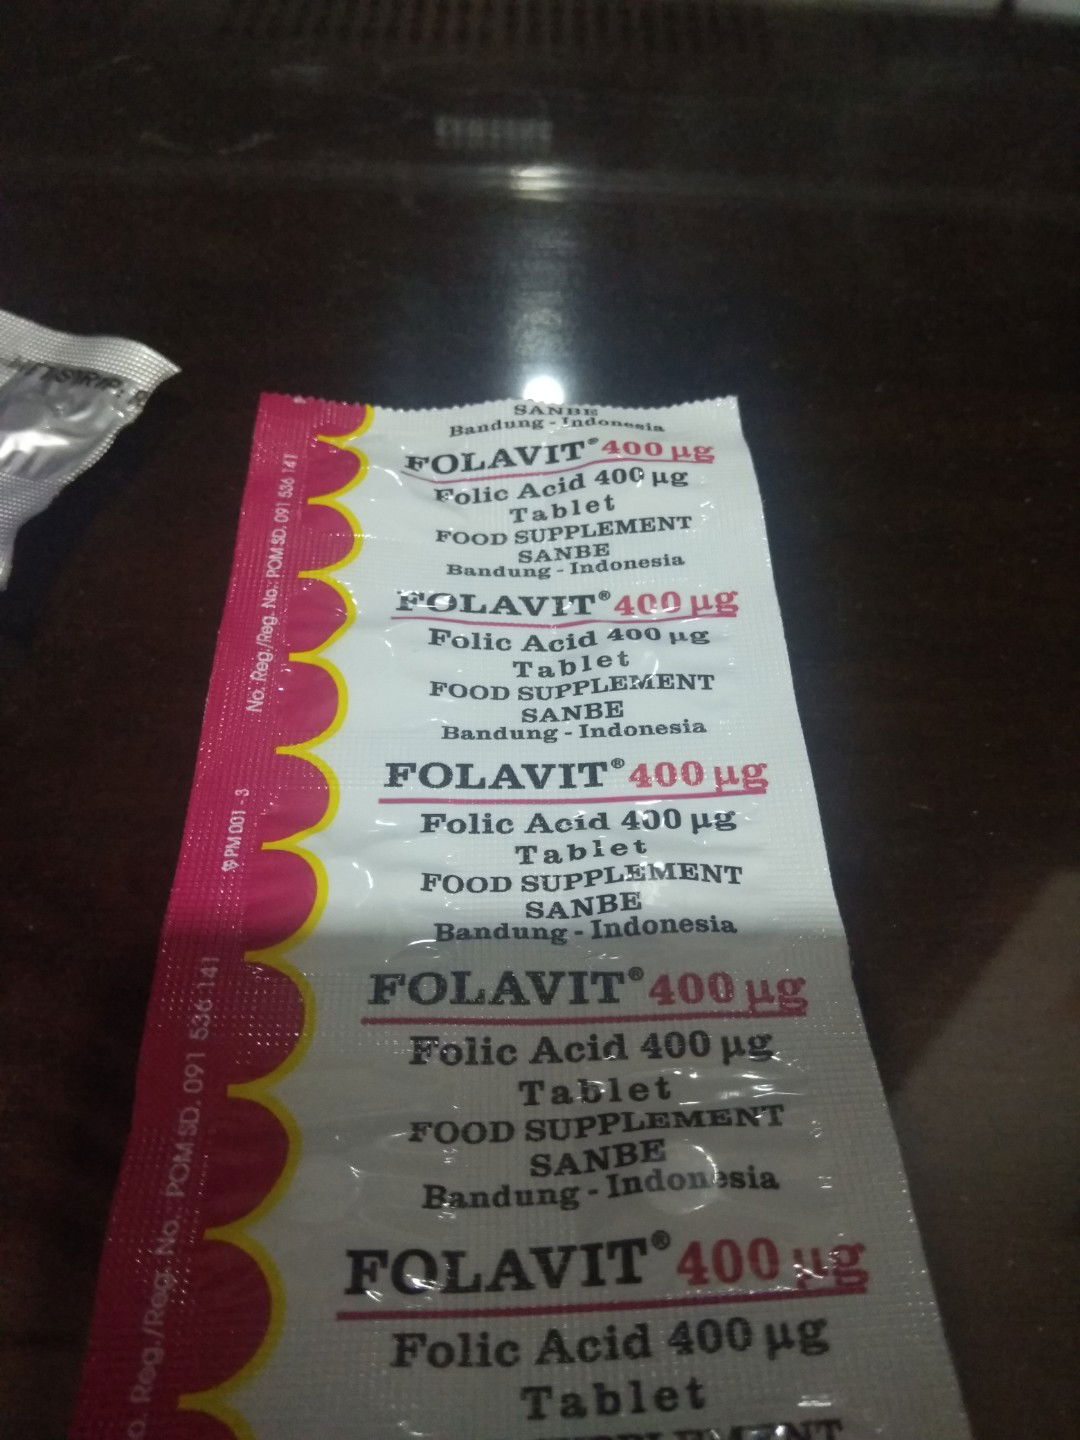 SANBE
Bandung - Indonesia
FOLAVIT® 400 µg
Folic Acid 400 µg
Tablet
FOOD SUPPLEMENT
SANBE
Bandung - Indonesia
FOLAVIT® 400 µg
Folic Acid 400 µg
Tablet
FOOD SUPPLEMENT
SANBE
Bandung - Indonesia
FOLAVIT® 400 µg
Folic Acid 400 µg
Tablet
FOOD SUPPLEMENT
SANBE
Bandung - Indonesia
FOLAVIT® 400 µg
Folic Acid 400 µg
Tablet
FOOD SUPPLEMENT
SANBE
Bandung - Indonesia
FOLAVIT® 400 µg
Folic Acid 400 µg
Tablet
No. Reg./Reg. No.: POM SD. 091 536 141
PM 001 - 3
o. Reg./Reg. No.: POM SD. 091 536 141